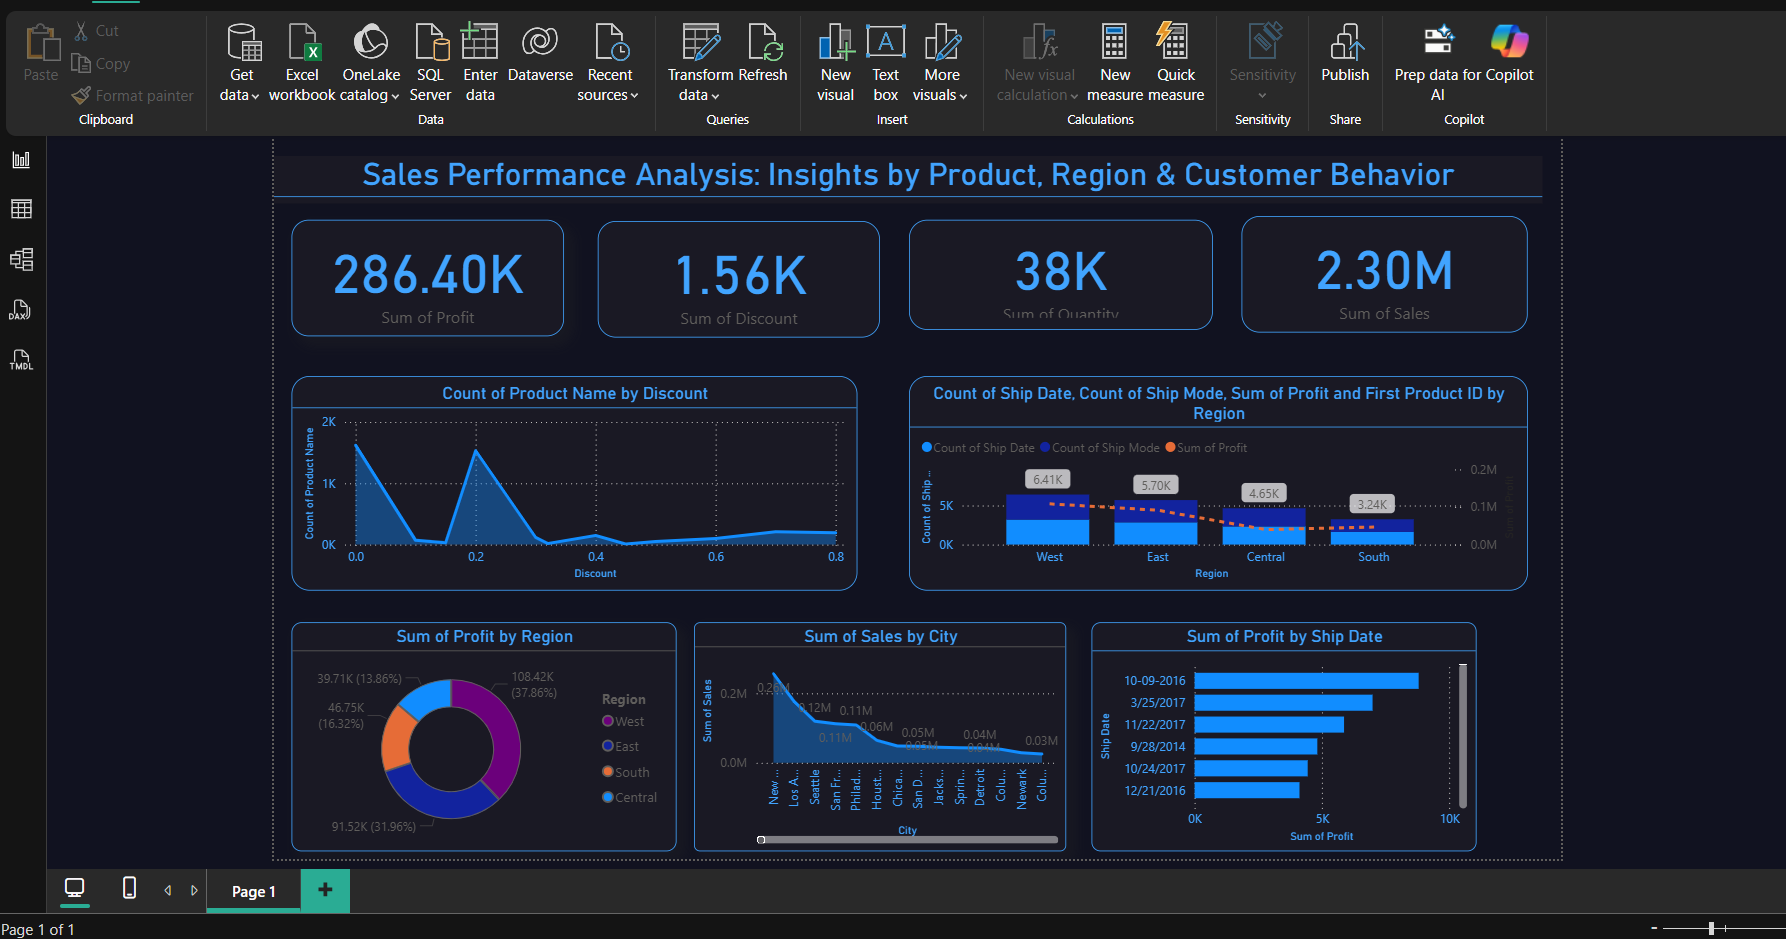 Paste
Cut
Copy
Format painter
Clipboard
Get data
Excel workbook
OneLake catalog
SQL Server
Enter data
Dataverse
Recent sources
Data
Transform data
Refresh
Queries
New visual
Text box
More visuals
Insert
New visual calculation
New measure
Quick measure
Calculations
Sensitivity
Sensitivity
Publish
Share
Prep data for AI
Copilot
Copilot
DAX
TMDL
Sales Performance Analysis: Insights by Product, Region & Customer Behavior
286.40K
Sum of Profit
1.56K
Sum of Discount
38K
Sum of Quantity
2.30M
Sum of Sales
Count of Product Name by Discount
Count of Product Name
2K
1K
0K
0.0 0.2 0.4 0.6 0.8
Discount
Count of Ship Date, Count of Ship Mode, Sum of Profit and First Product ID by
Region
Count of Ship Date Count of Ship Mode Sum of Profit
Count of Ship ...
5K
0K
6.41K 5.70K 4.65K 3.24K
0.2M
0.1M
0.0M
Sum of Profit
West East Central South
Region
Sum of Profit by Region
39.71K (13.86%)
108.42K
(37.86%)
46.75K
(16.32%)
91.52K (31.96%)
Region
West
East
South
Central
Sum of Sales by City
Sum of Sales
0.2M
0.0M
0.26M
0.12M
0.11M
0.11M
0.06M
0.05M
0.05M
0.04M
0.04M
0.03M
New ...
Los A...
Seattle
San Fr...
Philad...
Houst...
Chica...
San D...
Jacks...
Sprin...
Detroit
Colu...
Newark
Colu...
City
Sum of Profit by Ship Date
Ship Date
10-09-2016
3/25/2017
11/22/2017
9/28/2014
10/24/2017
12/21/2016
0K 5K 10K
Sum of Profit
Page 1
+
Page 1 of 1
-